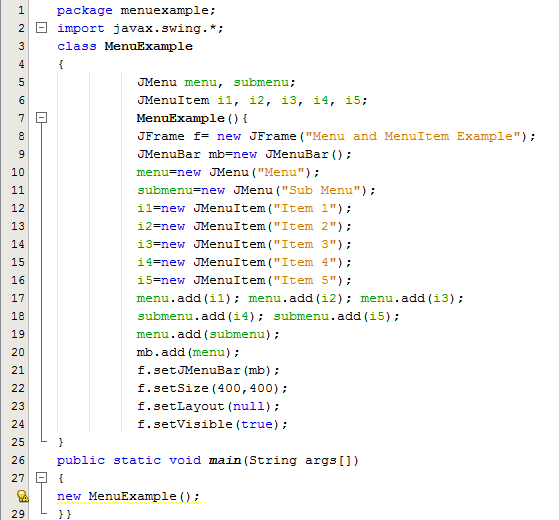 1 package menuexample;
2 import javax.swing.*;
3 class MenuExample
4 {
5 JMenu menu, submenu;
6 JMenuItem i1, i2, i3, i4, i5;
7 MenuExample(){
8 JFrame f= new JFrame("Menu and MenuItem Example");
9 JMenuBar mb=new JMenuBar();
10 menu=new JMenu("Menu");
11 submenu=new JMenu("Sub Menu");
12 i1=new JMenuItem("Item 1");
13 i2=new JMenuItem("Item 2");
14 i3=new JMenuItem("Item 3");
15 i4=new JMenuItem("Item 4");
16 i5=new JMenuItem("Item 5");
17 menu.add(i1); menu.add(i2); menu.add(i3);
18 submenu.add(i4); submenu.add(i5);
19 menu.add(submenu);
20 mb.add(menu);
21 f.setJMenuBar(mb);
22 f.setSize(400,400);
23 f.setLayout(null);
24 f.setVisible(true);
25 }
26 public static void main(String args[])
27 {
new MenuExample();
29 }}